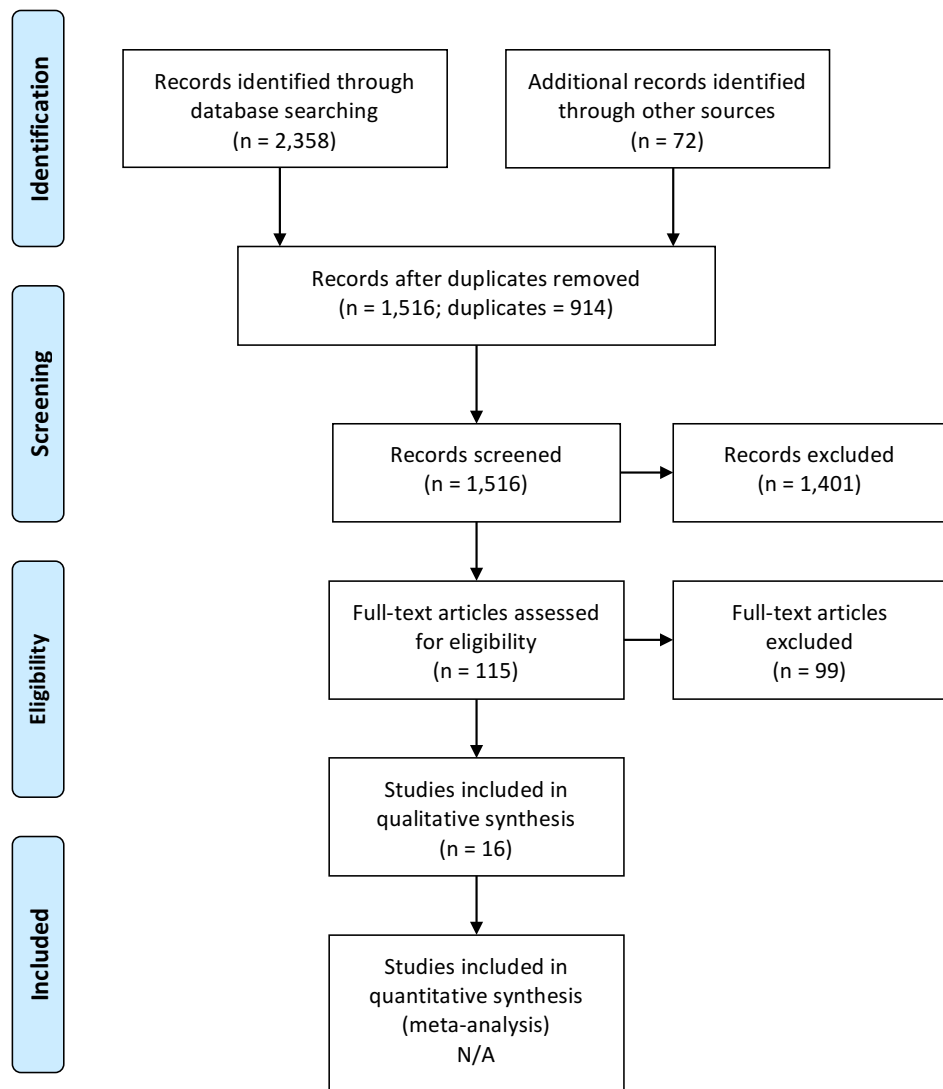 Identification
Records identified through
database searching
(n = 2,358)
Additional records identified
through other sources
(n = 72)
Records after duplicates removed
(n = 1,516; duplicates = 914)
Screening
Records screened
(n = 1,516)
Records excluded
(n = 1,401)
Eligibility
Full-text articles assessed
for eligibility
(n = 115)
Full-text articles
excluded
(n = 99)
Studies included in
qualitative synthesis
(n = 16)
Included
Studies included in
quantitative synthesis
(meta-analysis)
N/A